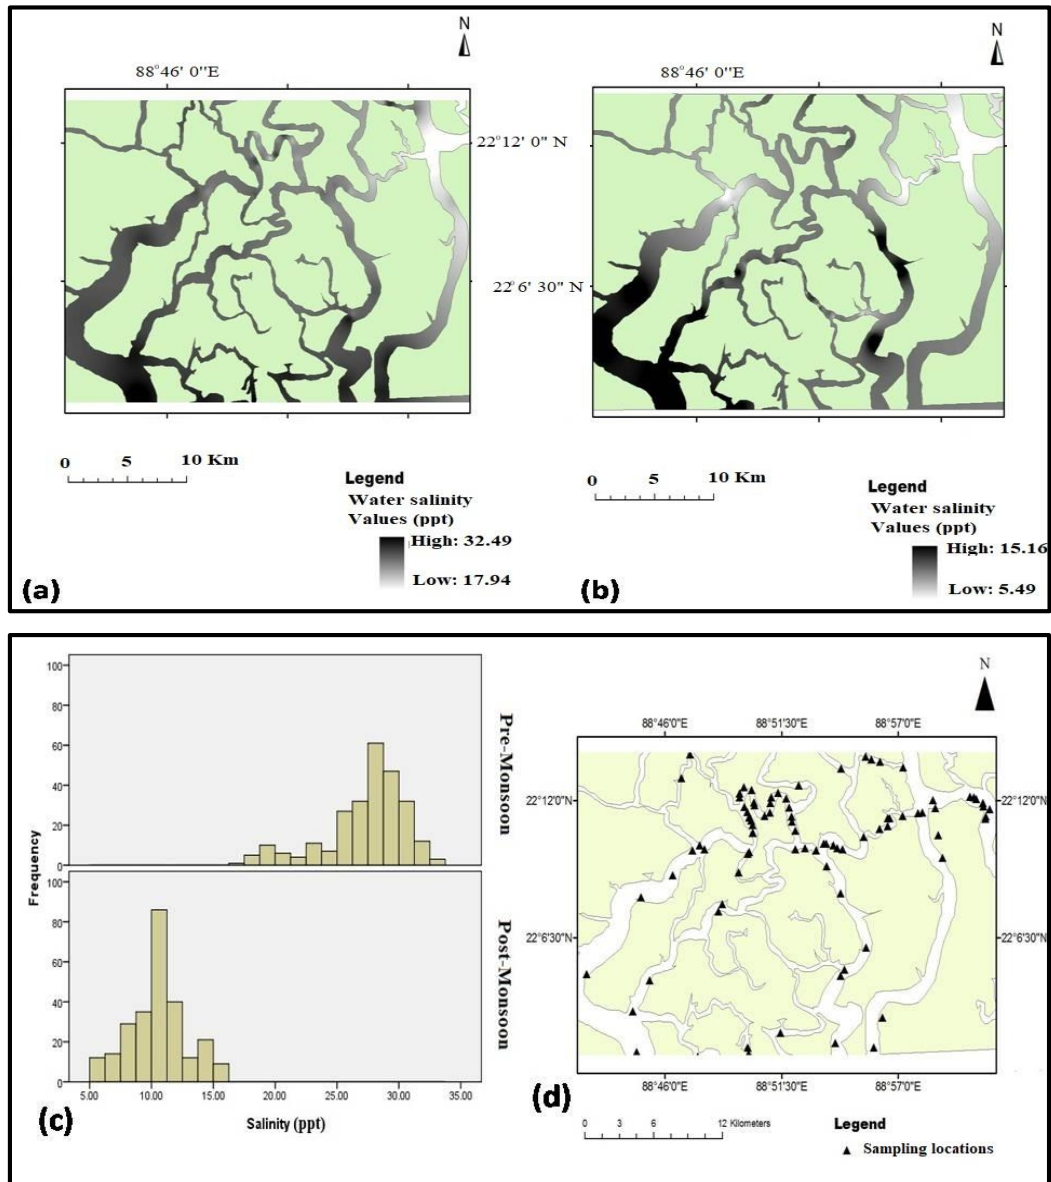 N
88°46' 0"E
22°12' 0" N
0 5 10 Km
Legend
Water salinity
Values (ppt)
High: 32.49
Low: 17.94
(a)
N
88°46' 0"E
22°6' 30" N
0 5 10 Km
Legend
Water salinity
Values (ppt)
High: 15.16
Low: 5.49
(b)
100
80
60
40
20
0
Pre-Monsoon
Frequency
100
80
60
40
20
0
Post-Monsoon
5.00 10.00 15.00 20.00 25.00 30.00 35.00
Salinity (ppt)
(c)
N
88°46'0"E 88°51'30"E 88°57'0"E
22°12'0"N 22°12'0"N
22°6'30"N 22°6'30"N
88°46'0"E 88°51'30"E 88°57'0"E
(d)
0 3 6 12 Kilometers
Legend
Sampling locations